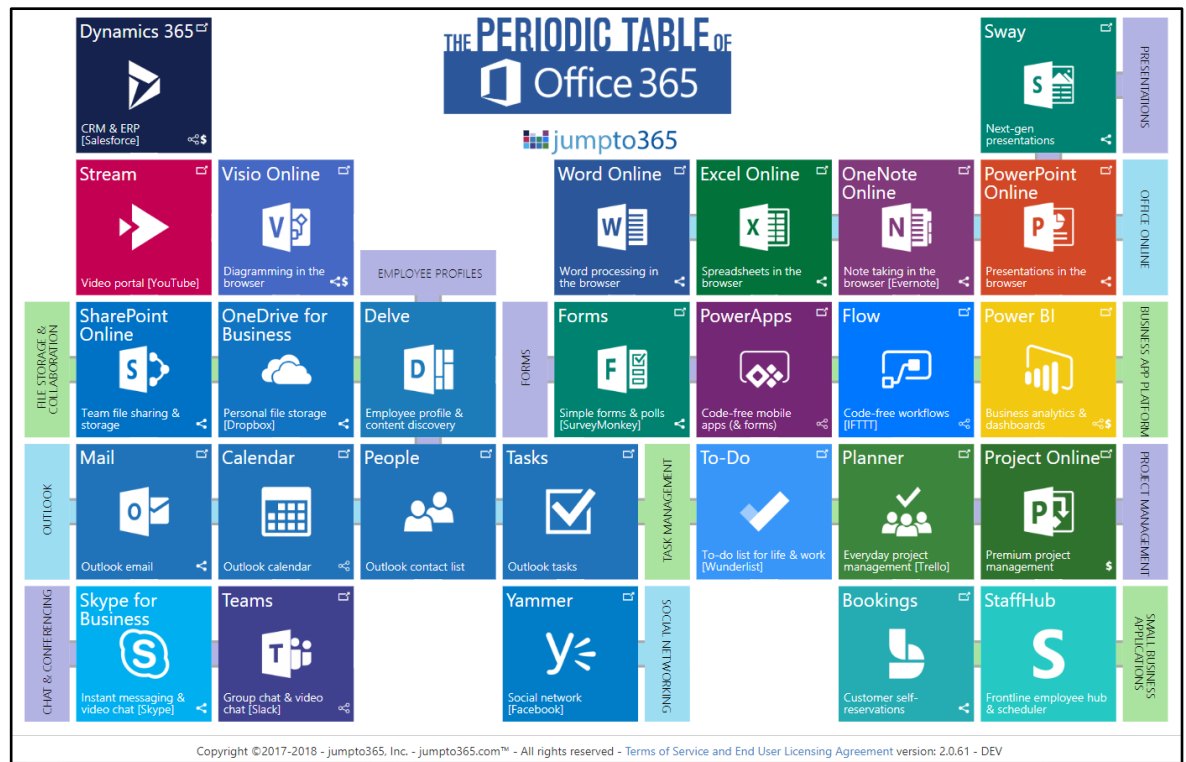 THE PERIODIC TABLE OF
Office 365
jumpto365
Dynamics 365
CRM & ERP
[Salesforce]
$
Sway
Next-gen
presentations
PRESENTATIONS
Stream
Video portal [YouTube]
Visio Online
V
Diagramming in the
browser
$
EMPLOYEE PROFILES
Word Online
W
Word processing in
the browser
Excel Online
X
Spreadsheets in the
browser
OneNote
Online
N
Note taking in the
browser [Evernote]
PowerPoint
Online
P
Presentations in the
browser
OFFICE ONLINE
FILE STORAGE &
COLLABORATION
SharePoint
Online
S
Team file sharing &
storage
OneDrive for
Business
Personal file storage
[Dropbox]
Delve
D
Employee profile &
content discovery
FORMS
Forms
F
Simple forms & polls
[SurveyMonkey]
PowerApps
Code-free mobile
apps (& forms)
Flow
Code-free workflows
[IFTTT]
Power BI
Business analytics &
dashboards
$
BUSINESS APP PLATFORM
OUTLOOK
Mail
o
Outlook email
Calendar
Outlook calendar
People
Outlook contact list
Tasks
Outlook tasks
TASK MANAGEMENT
To-Do
To-do list for life & work
[Wunderlist]
Planner
Everyday project
management [Trello]
Project Online
P
Premium project
management
$
PROJECT MANAGEMENT
CHAT & CONFERENCING
Skype for
Business
S
Instant messaging &
video chat [Skype]
Teams
T
Group chat & video
chat [Slack]
Yammer
y
Social network
[Facebook]
SOCIAL NETWORKING
Bookings
b
Customer self-
reservations
StaffHub
S
Frontline employee hub
& scheduler
SMALL BUSINESS
APPLICATIONS
Copyright ©2017-2018 - jumpto365, Inc. - jumpto365.com™ - All rights reserved - Terms of Service and End User Licensing Agreement version: 2.0.61 - DEV